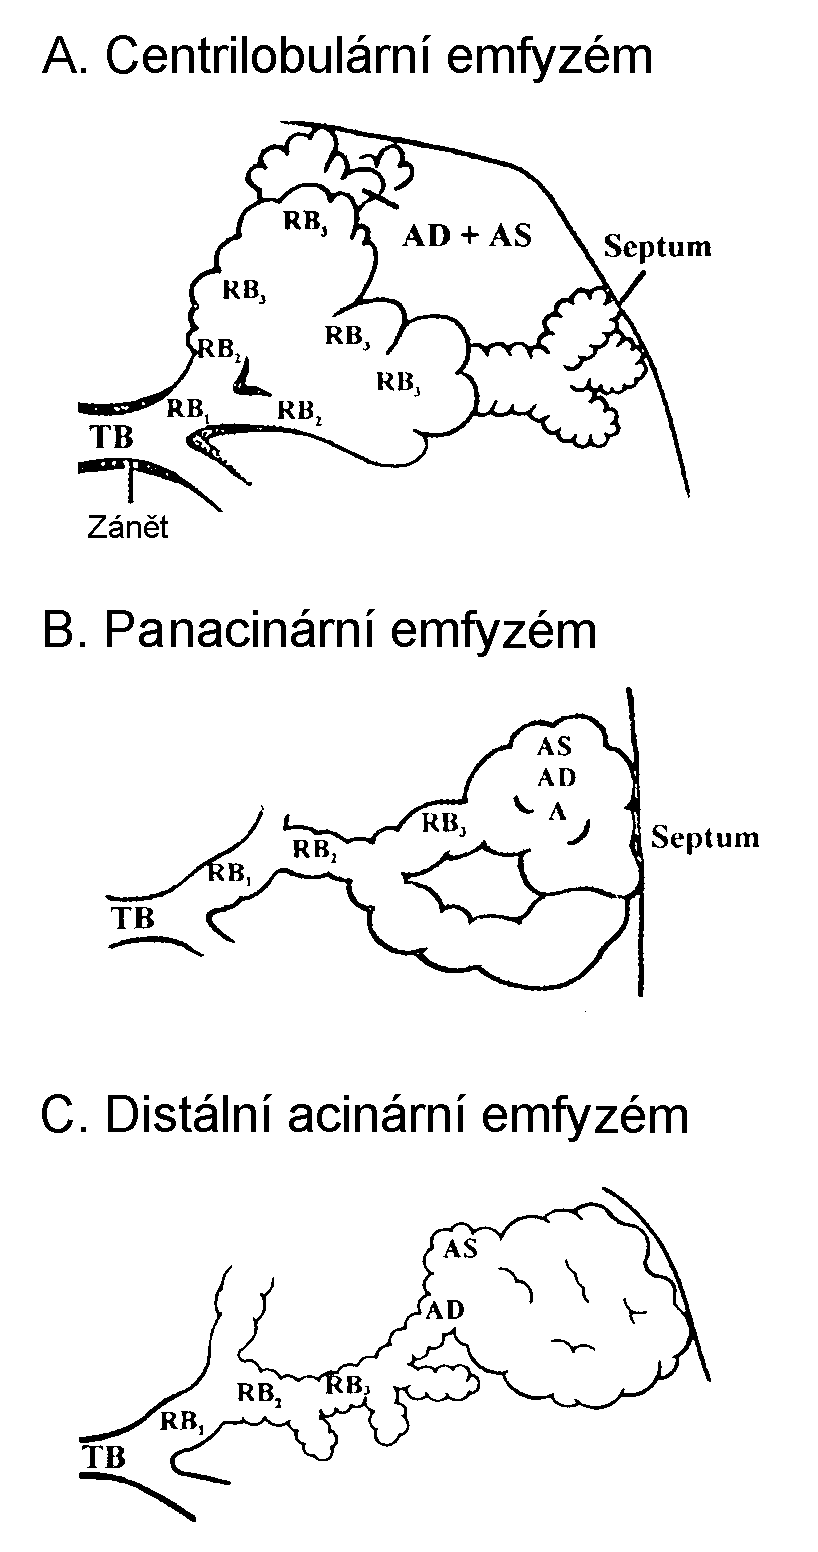 A. Centrilobulární emfyzém
RB₃
AD + AS
Septum
RB₃
RB₃
RB₂
RB₃
RB₁
RB₂
TB
Zánět
B. Panacinární emfyzém
AS
AD
A
RB₃
Septum
RB₂
RB₁
TB
C. Distální acinární emfyzém
AS
AD
RB₃
RB₂
RB₁
TB